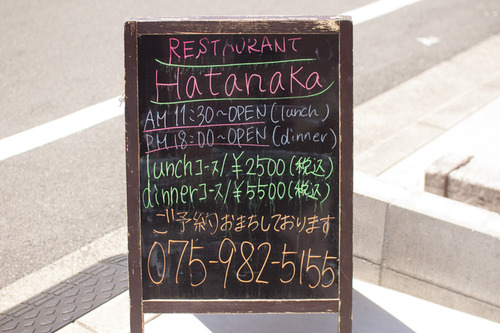 RESTAURANT
Hatanaka
AM 11:30~OPEN (lunch)
PM 18:00~OPEN (dinner)
lunchコース/¥2500(税込)
dinnerコース/¥5500(税込)
ご予約おまちしております
075-982-5155